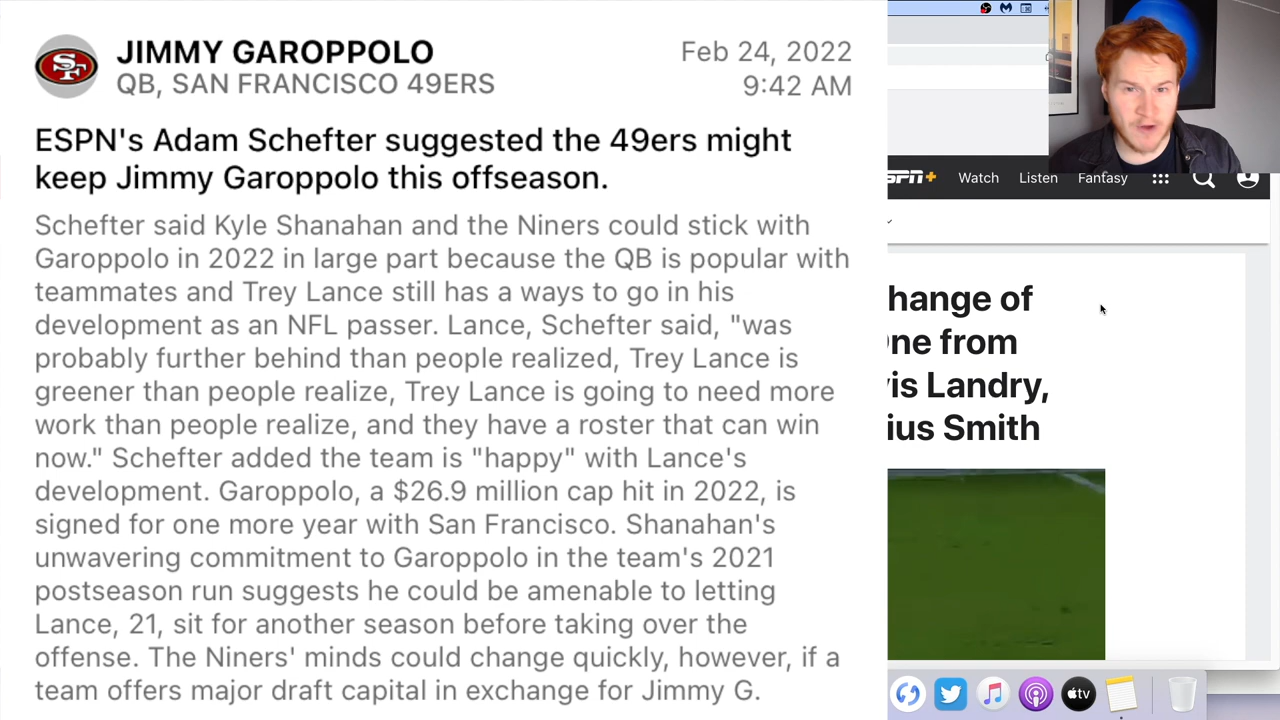 JIMMY GAROPPOLO
QB, SAN FRANCISCO 49ERS
Feb 24, 2022
9:42 AM
ESPN's Adam Schefter suggested the 49ers might
keep Jimmy Garoppolo this offseason.
Schefter said Kyle Shanahan and the Niners could stick with
Garoppolo in 2022 in large part because the QB is popular with
teammates and Trey Lance still has a ways to go in his
development as an NFL passer. Lance, Schefter said, "was
probably further behind than people realized, Trey Lance is
greener than people realize, Trey Lance is going to need more
work than people realize, and they have a roster that can win
now." Schefter added the team is "happy" with Lance's
development. Garoppolo, a $26.9 million cap hit in 2022, is
signed for one more year with San Francisco. Shanahan's
unwavering commitment to Garoppolo in the team's 2021
postseason run suggests he could be amenable to letting
Lance, 21, sit for another season before taking over the
offense. The Niners' minds could change quickly, however, if a
team offers major draft capital in exchange for Jimmy G.
SF
SPN+ Watch Listen Fantasy
hange of
ne from
is Landry,
ius Smith
tv